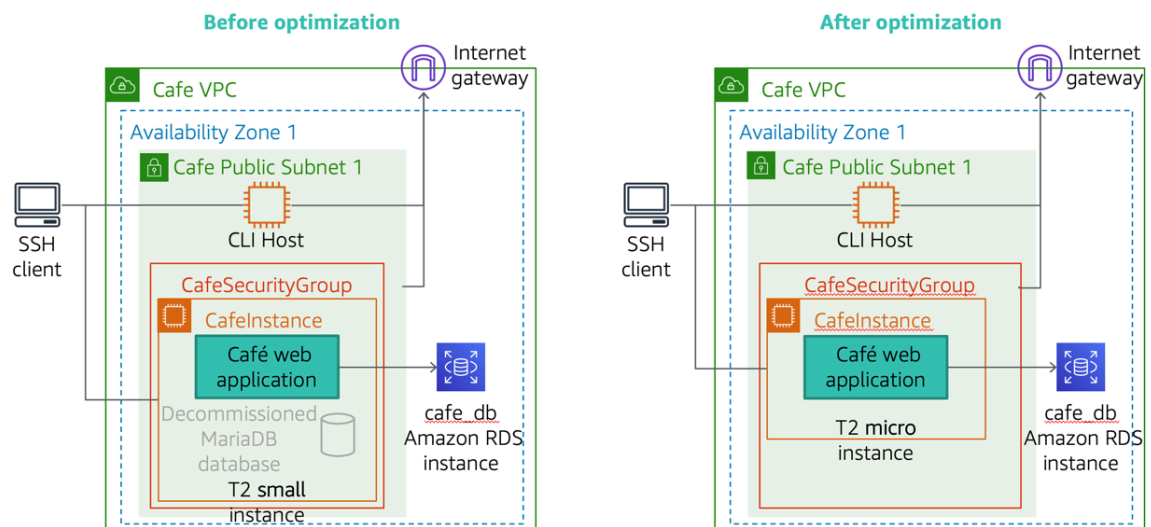 Before optimization
Internet
gateway
Cafe VPC
Availability Zone 1
Cafe Public Subnet 1
SSH
client
CLI Host
CafeSecurityGroup
CafeInstance
Café web
application
Decommissioned
MariaDB
database
T2 small
instance
cafe_db
Amazon RDS
instance
After optimization
Internet
gateway
Cafe VPC
Availability Zone 1
Cafe Public Subnet 1
SSH
client
CLI Host
CafeSecurityGroup
CafeInstance
Café web
application
T2 micro
instance
cafe_db
Amazon RDS
instance